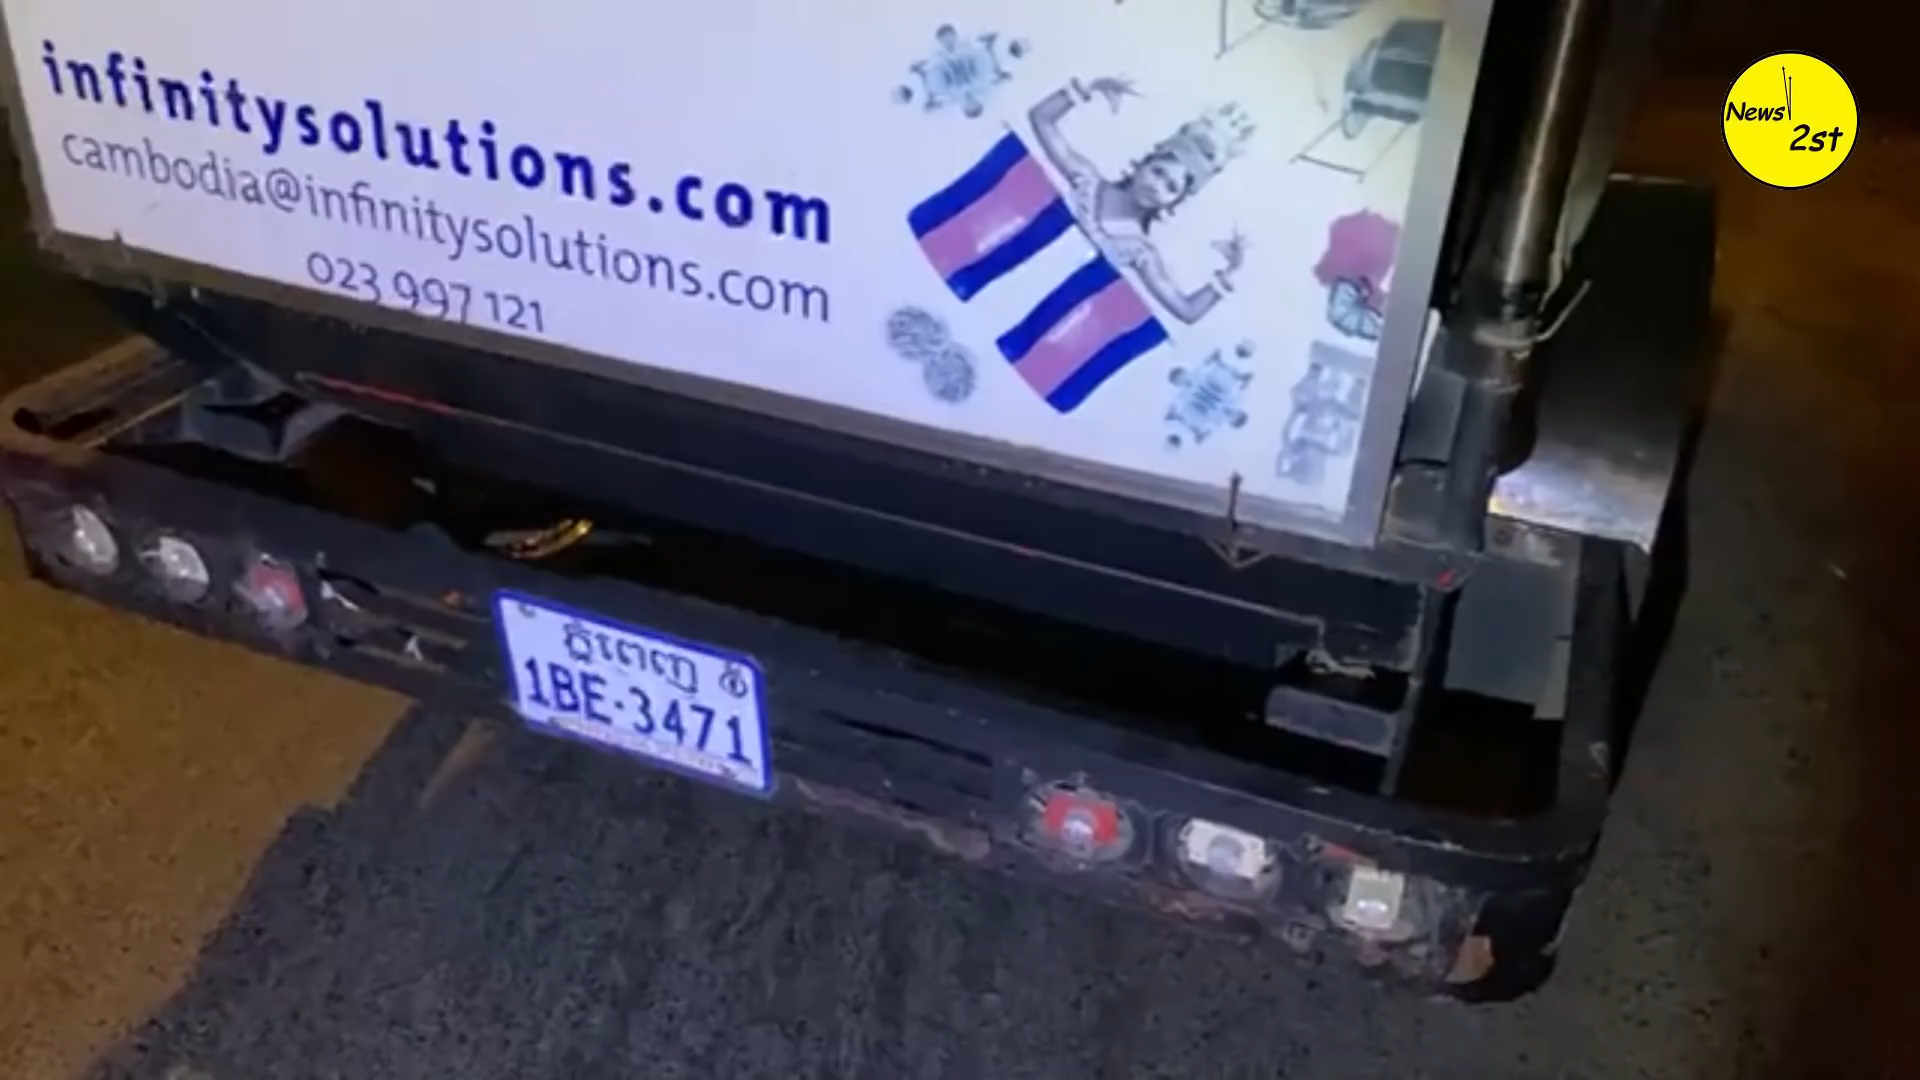 infinitysolutions.com
cambodia@infinitysolutions.com
023 997 121
ភ្នំពេញ
1BE-3471
News
2st